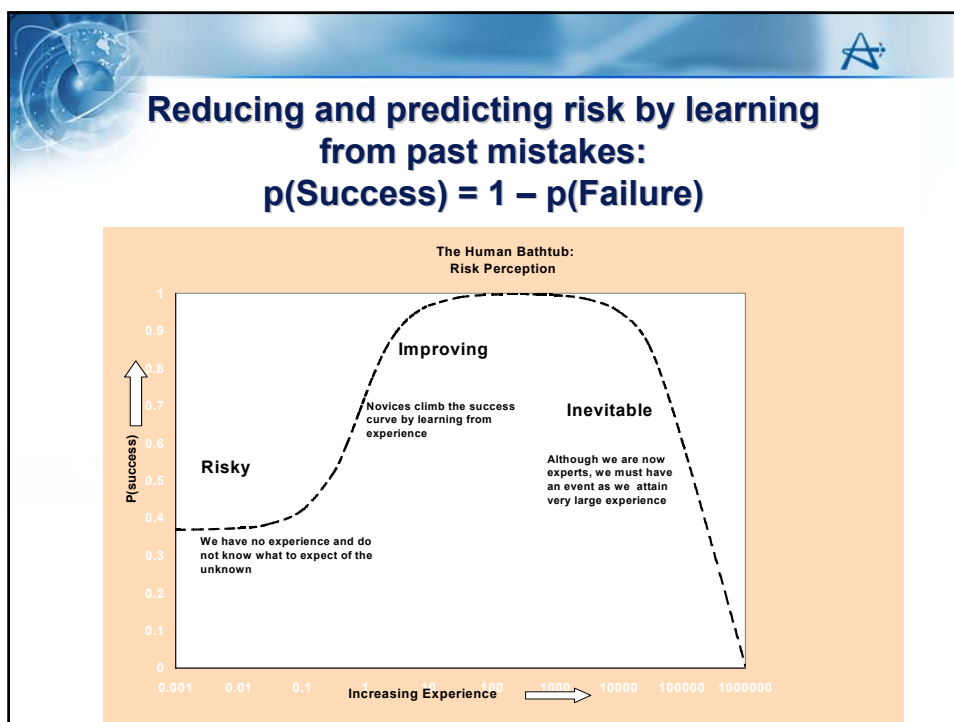 Reducing and predicting risk by learning
from past mistakes:
p(Success) = 1 – p(Failure)
The Human Bathtub:
Risk Perception
1
0.9
0.8
0.7
0.6
0.5
0.4
0.3
0.2
0.1
0
P(success)
Improving
Novices climb the success
curve by learning from
experience
Inevitable
Although we are now
experts, we must have
an event as we attain
very large experience
Risky
We have no experience and do
not know what to expect of the
unknown
0.001 0.01 0.1 1 10 100 1000 10000 100000 1000000
Increasing Experience